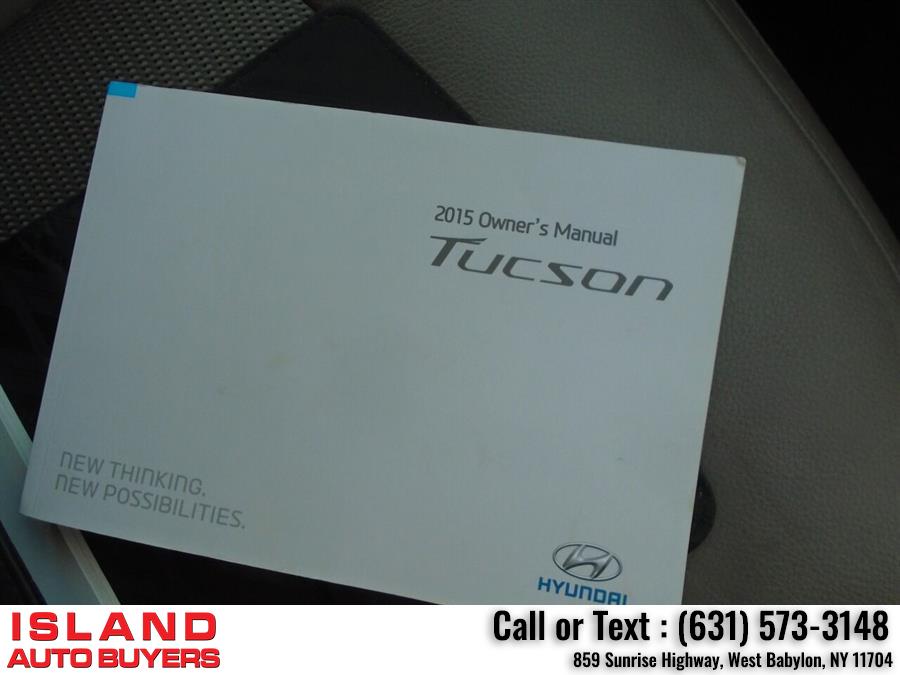 2015 Owner's Manual
Tucson
NEW THINKING.
NEW POSSIBILITIES.
HYUNDAI
ISLAND
AUTO BUYERS
Call or Text : (631) 573-3148
859 Sunrise Highway, West Babylon, NY 11704